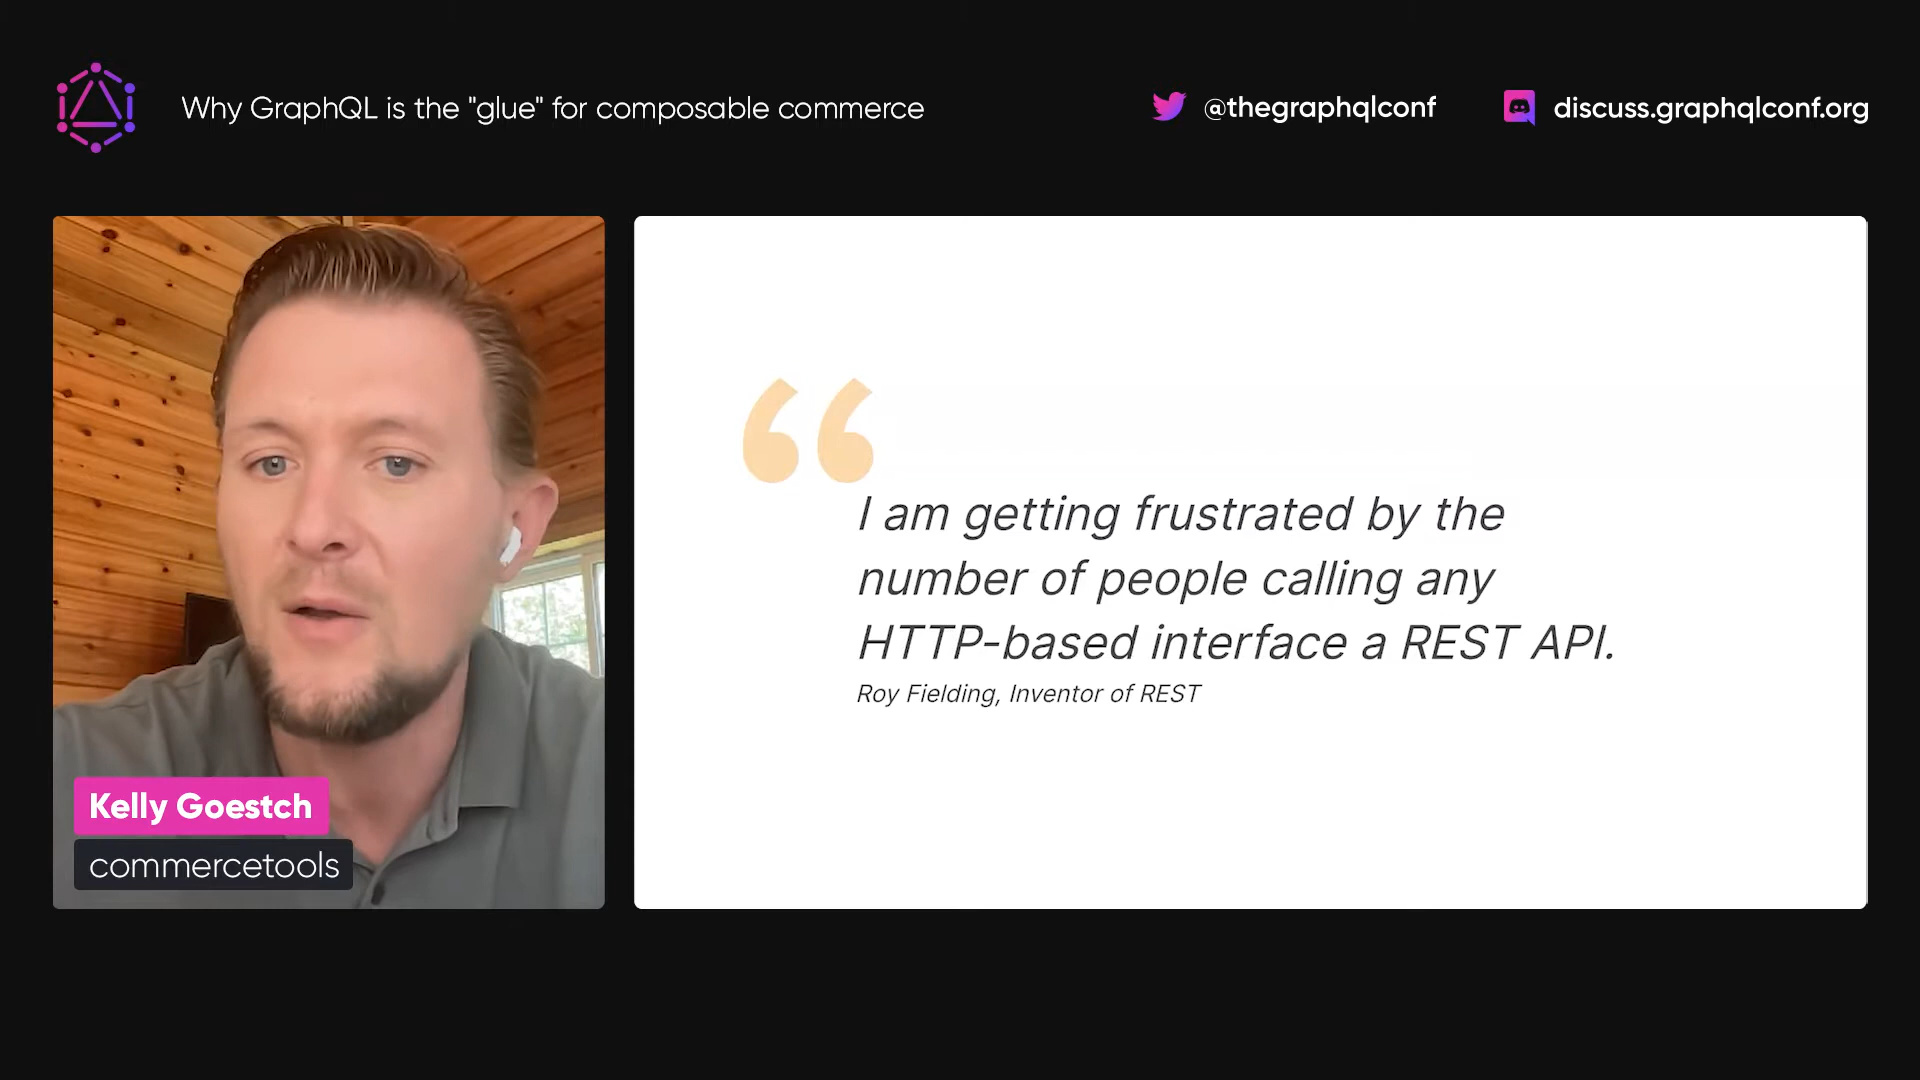 Why GraphQL is the "glue" for composable commerce
@thegraphqlconf
discuss.graphqlconf.org
“
I am getting frustrated by the
number of people calling any
HTTP-based interface a REST API.
Roy Fielding, Inventor of REST
Kelly Goestch
commercetools